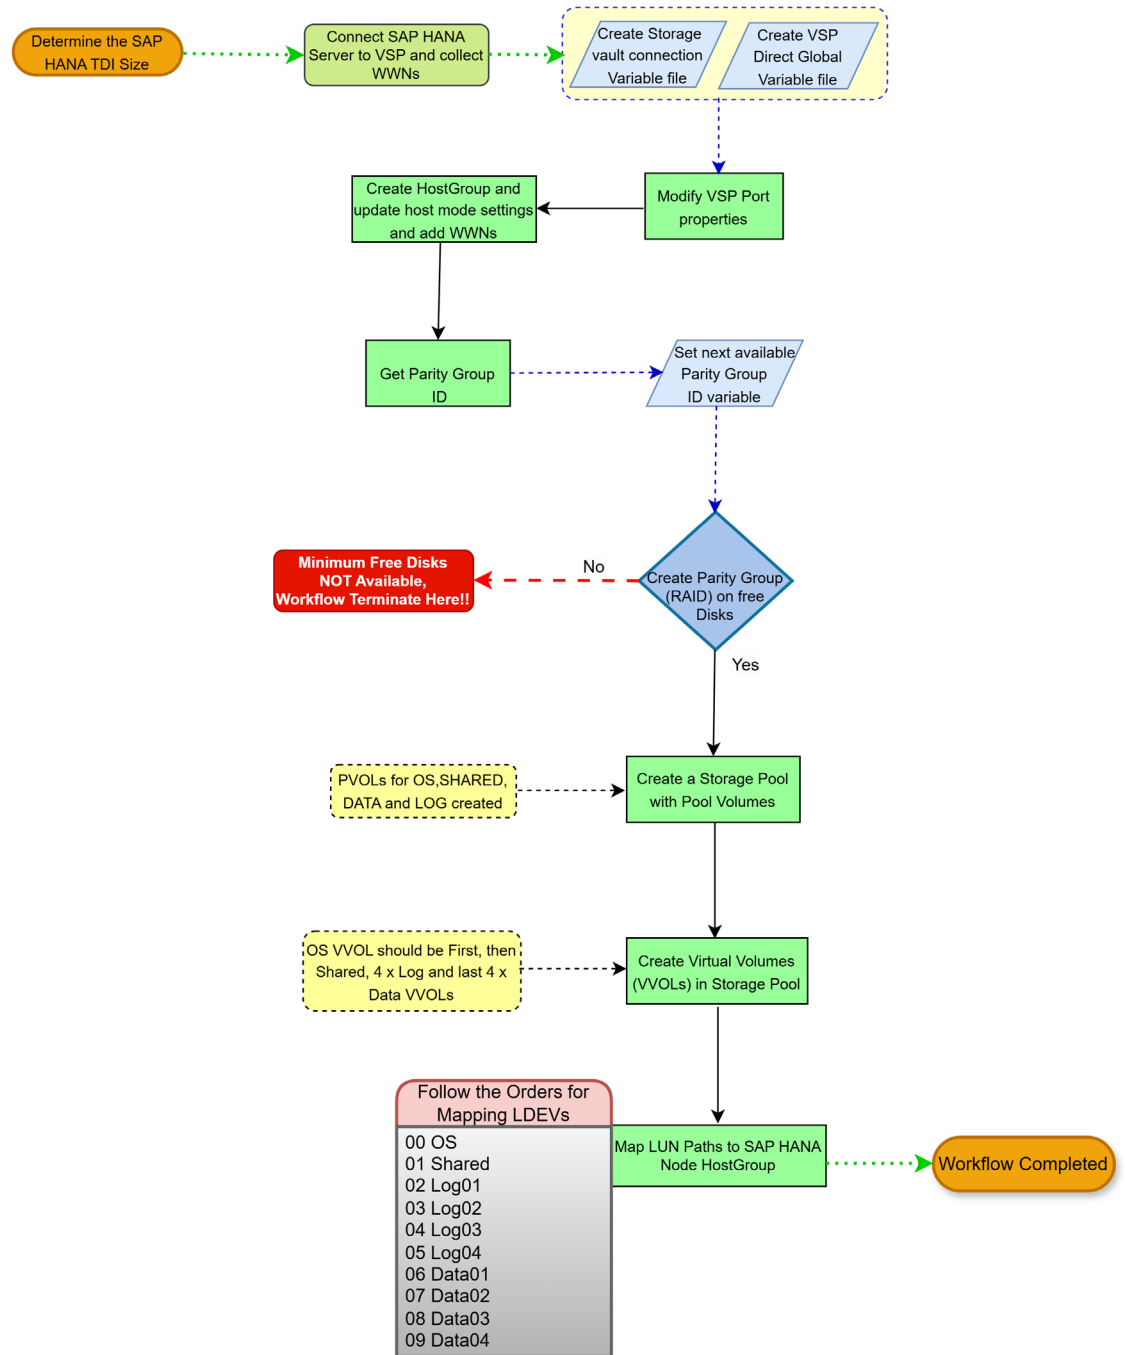 Determine the SAP
HANA TDI Size
Connect SAP HANA
Server to VSP and collect
WWNs
Create Storage
vault connection
Variable file
Create VSP
Direct Global
Variable file
Modify VSP Port
properties
Create HostGroup and
update host mode settings
and add WWNs
Get Parity Group
ID
Set next available
Parity Group
ID variable
Create Parity Group
(RAID) on free
Disks
No
Minimum Free Disks
NOT Available,
Workflow Terminate Here!!
Yes
PVOLs for OS,SHARED,
DATA and LOG created
Create a Storage Pool
with Pool Volumes
OS VVOL should be First, then
Shared, 4 x Log and last 4 x
Data VVOLs
Create Virtual Volumes
(VVOLs) in Storage Pool
Follow the Orders for
Mapping LDEVs
00 OS
01 Shared
02 Log01
03 Log02
04 Log03
05 Log04
06 Data01
07 Data02
08 Data03
09 Data04
Map LUN Paths to SAP HANA
Node HostGroup
Workflow Completed